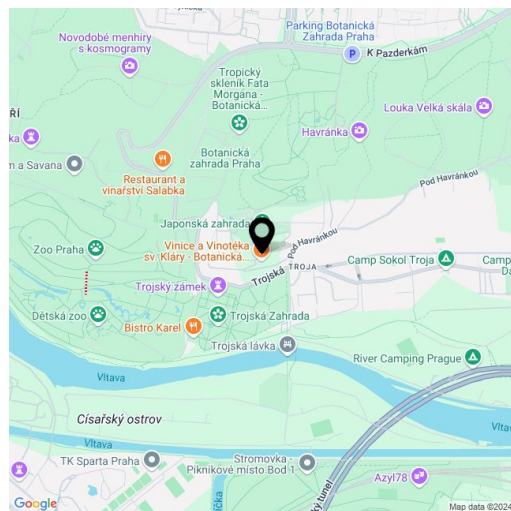 Novodobé menhiry
s kosmogramy
Parking Botanická
Zahrada Praha
P
K Pazderkám
Tropický
skleník Fata
Morgana -
Botanická...
Louka Velká skála
Havránka
Botanická
zahrada Praha
m a Savana
Restaurant a
vinařství Salabka
Pod Havránkou
Japonská zahrada
Pod Havránkou
Vinice a Vinotéka
sv. Kláry - Botanická...
Zoo Praha
Trojská
TROJA
Camp Sokol Troja
Camp
Trojský zámek
Dětská zoo
Trojská Zahrada
Bistro Karel
Trojská lávka
River Camping Prague
Vltava
Císařský ostrov
Vltava
Vltava
TK Sparta Praha
Stromovka -
Piknikové místo Bod 1
Azyl78
Google
Map data ©2024